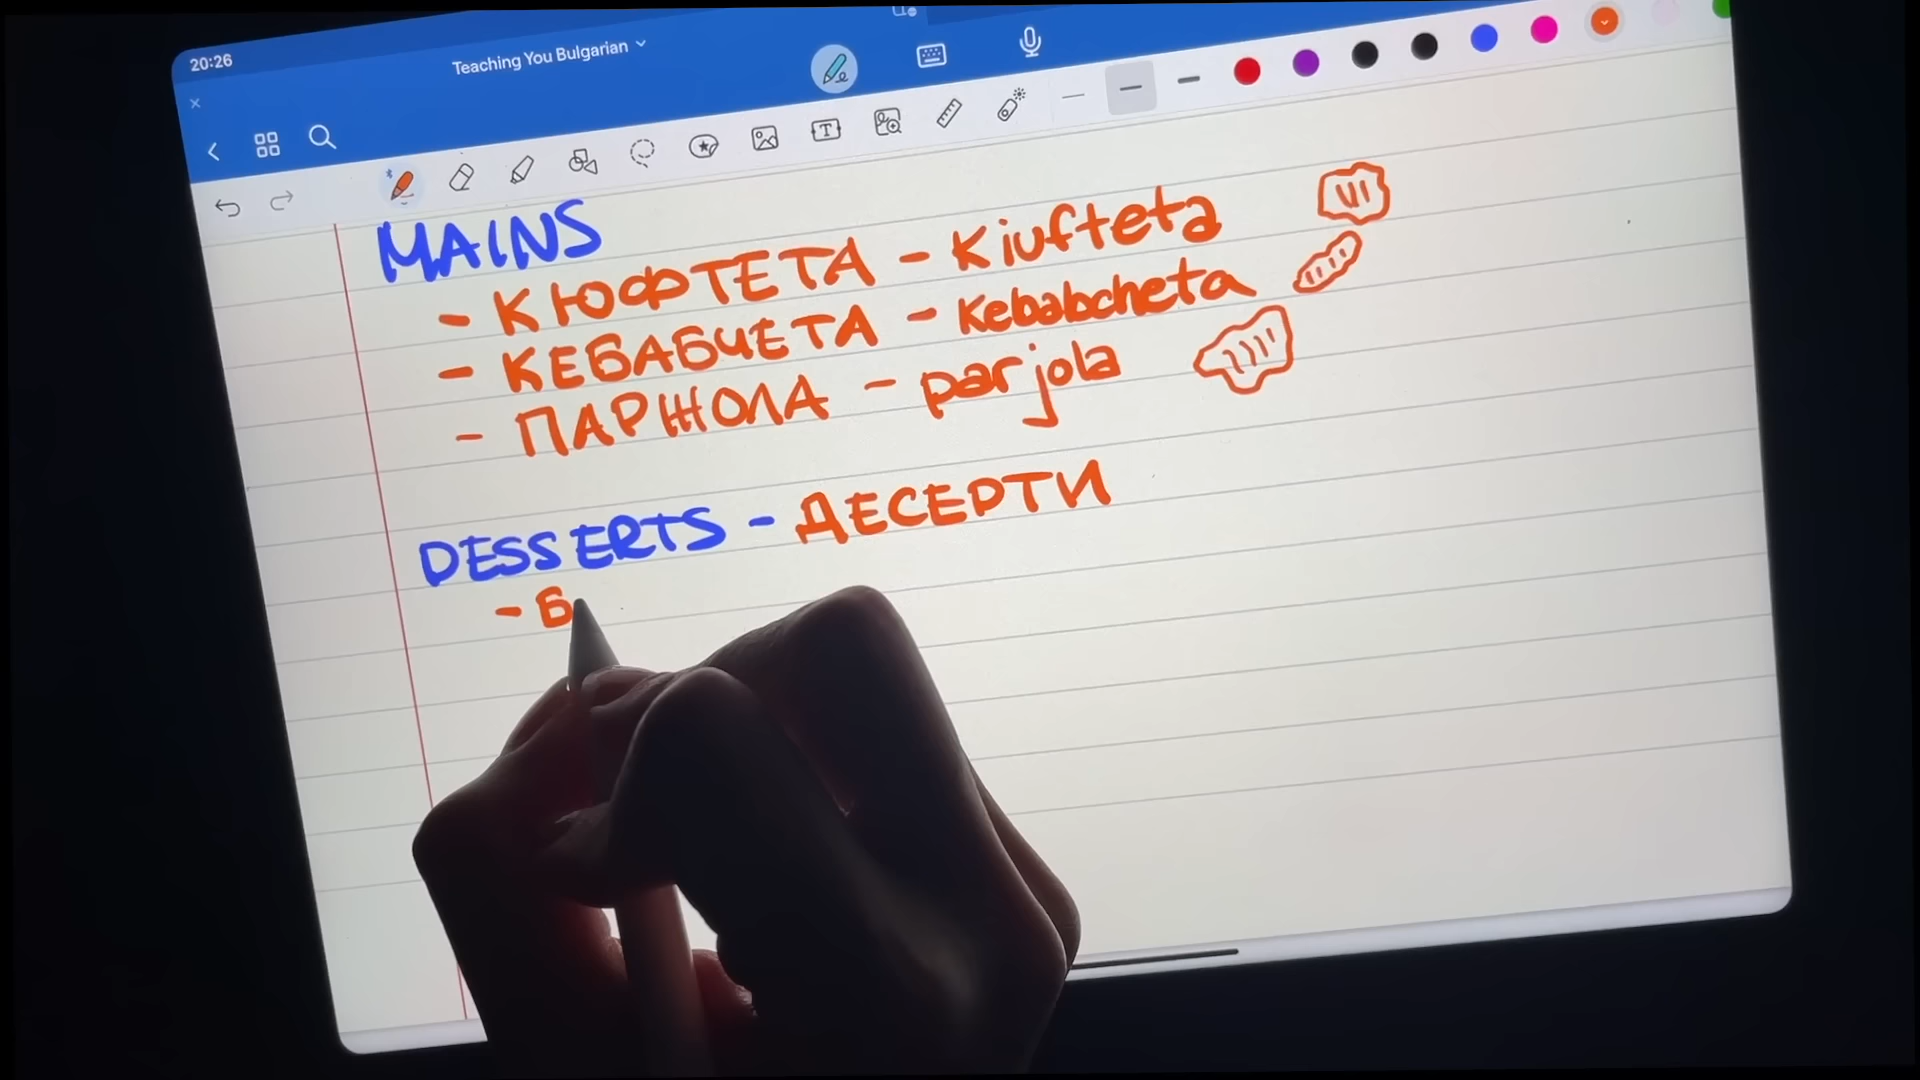 20:26
Teaching You Bulgarian
MAINS
- КЮФТЕТА - Kiufteta
- КЕБАБЧЕТА - Kebabcheta
- ПАРЖОЛА - parjola
DESSERTS - ДЕСЕРТИ
- Б